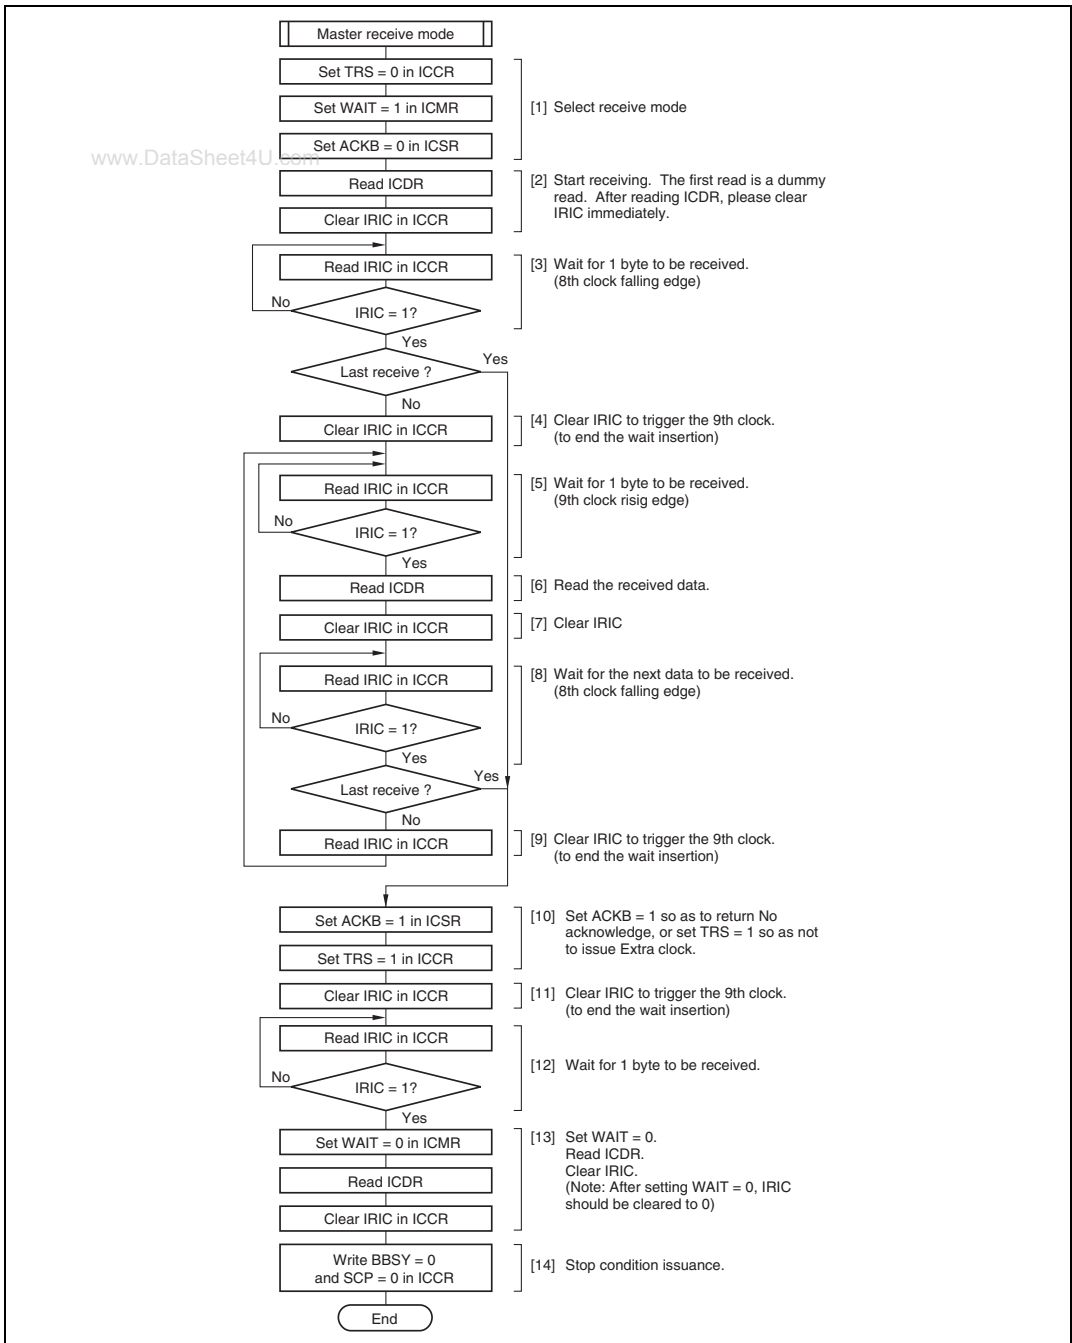 Master receive mode
Set TRS = 0 in ICCR
Set WAIT = 1 in ICMR
[1] Select receive mode
Set ACKB = 0 in ICSR
www.DataSheet4U.com
Read ICDR
[2] Start receiving. The first read is a dummy
read. After reading ICDR, please clear
IRIC immediately.
Clear IRIC in ICCR
Read IRIC in ICCR
[3] Wait for 1 byte to be received.
(8th clock falling edge)
No
IRIC = 1?
Yes
Last receive ?
Yes
No
Clear IRIC in ICCR
[4] Clear IRIC to trigger the 9th clock.
(to end the wait insertion)
Read IRIC in ICCR
[5] Wait for 1 byte to be received.
(9th clock risig edge)
No
IRIC = 1?
Yes
Read ICDR
[6] Read the received data.
Clear IRIC in ICCR
[7] Clear IRIC
Read IRIC in ICCR
[8] Wait for the next data to be received.
(8th clock falling edge)
No
IRIC = 1?
Yes
Last receive ?
Yes
No
Read IRIC in ICCR
[9] Clear IRIC to trigger the 9th clock.
(to end the wait insertion)
Set ACKB = 1 in ICSR
[10] Set ACKB = 1 so as to return No
acknowledge, or set TRS = 1 so as not
to issue Extra clock.
Set TRS = 1 in ICCR
Clear IRIC in ICCR
[11] Clear IRIC to trigger the 9th clock.
(to end the wait insertion)
Read IRIC in ICCR
[12] Wait for 1 byte to be received.
No
IRIC = 1?
Yes
Set WAIT = 0 in ICMR
[13] Set WAIT = 0.
Read ICDR.
Clear IRIC.
(Note: After setting WAIT = 0, IRIC
should be cleared to 0)
Read ICDR
Clear IRIC in ICCR
Write BBSY = 0
and SCP = 0 in ICCR
[14] Stop condition issuance.
End